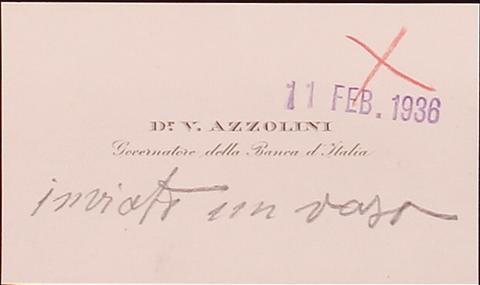 11 FEB. 1936
Dr. V. AZZOLINI
Governatore della Banca d'Italia
inviato un vaso